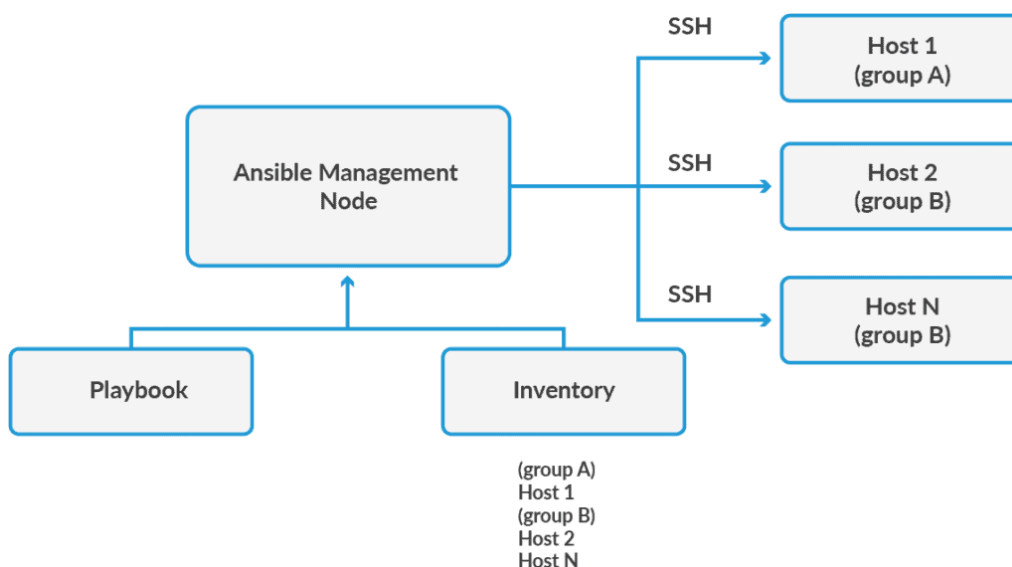 SSH
Host 1
(group A)
Ansible Management
Node
SSH
Host 2
(group B)
SSH
Host N
(group B)
Playbook
Inventory
(group A)
Host 1
(group B)
Host 2
Host N